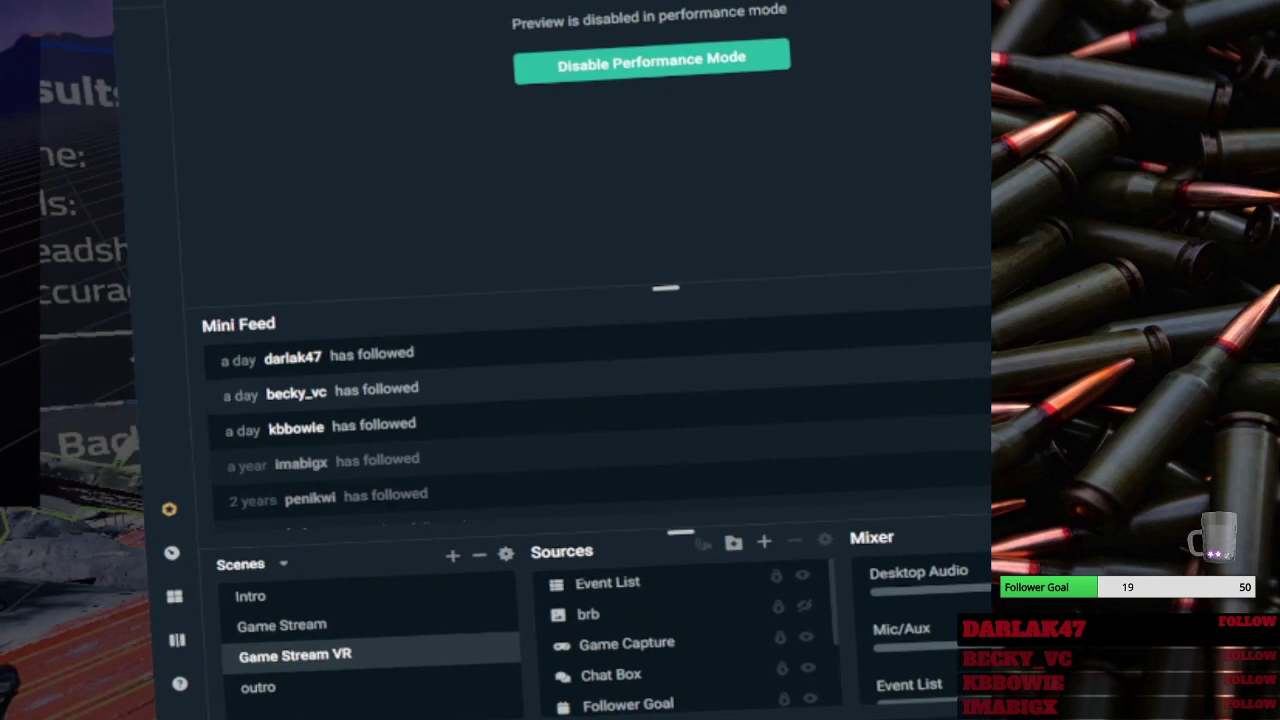 Preview is disabled in performance mode
Disable Performance Mode
Mini Feed
a day darlak47 has followed
a day becky_vc has followed
a day kbbowie has followed
a year Imabigx has followed
2 years penikwi has followed
Scenes
Intro
Game Stream
Game Stream VR
outro
Sources
Event List
brb
Game Capture
Chat Box
Follower Goal
Mixer
Desktop Audio
Mic/Aux
Event List
Follower Goal 19 50
DARLAK47 FOLLOW
BECKY_VC FOLLOW
KBBOWIE FOLLOW
IMABIGX FOLLOW